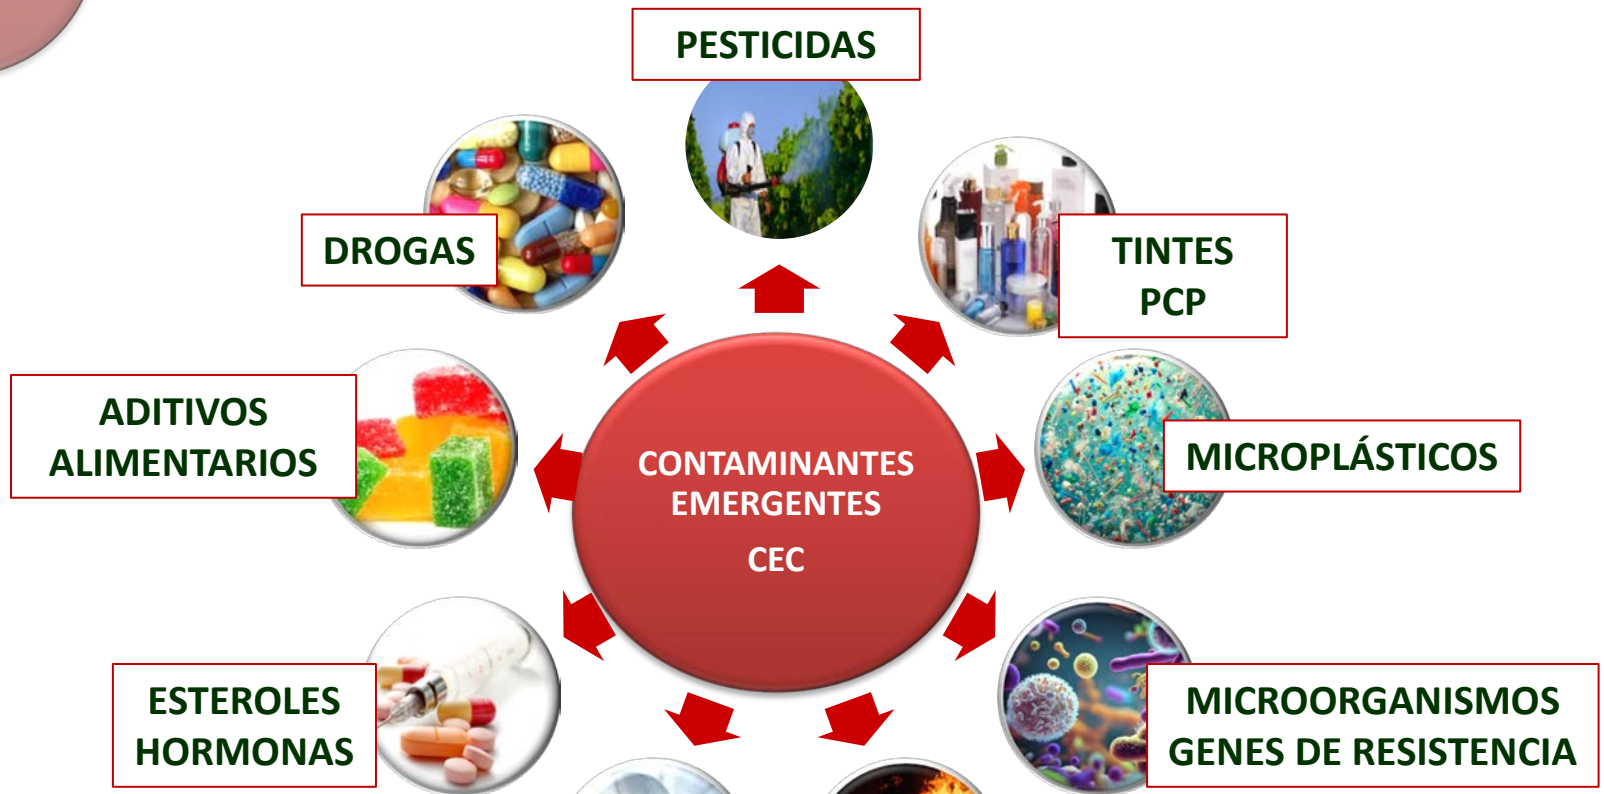 PESTICIDAS
DROGAS
TINTES
PCP
ADITIVOS
ALIMENTARIOS
CONTAMINANTES
EMERGENTES
CEC
MICROPLÁSTICOS
ESTEROLES
HORMONAS
MICROORGANISMOS
GENES DE RESISTENCIA